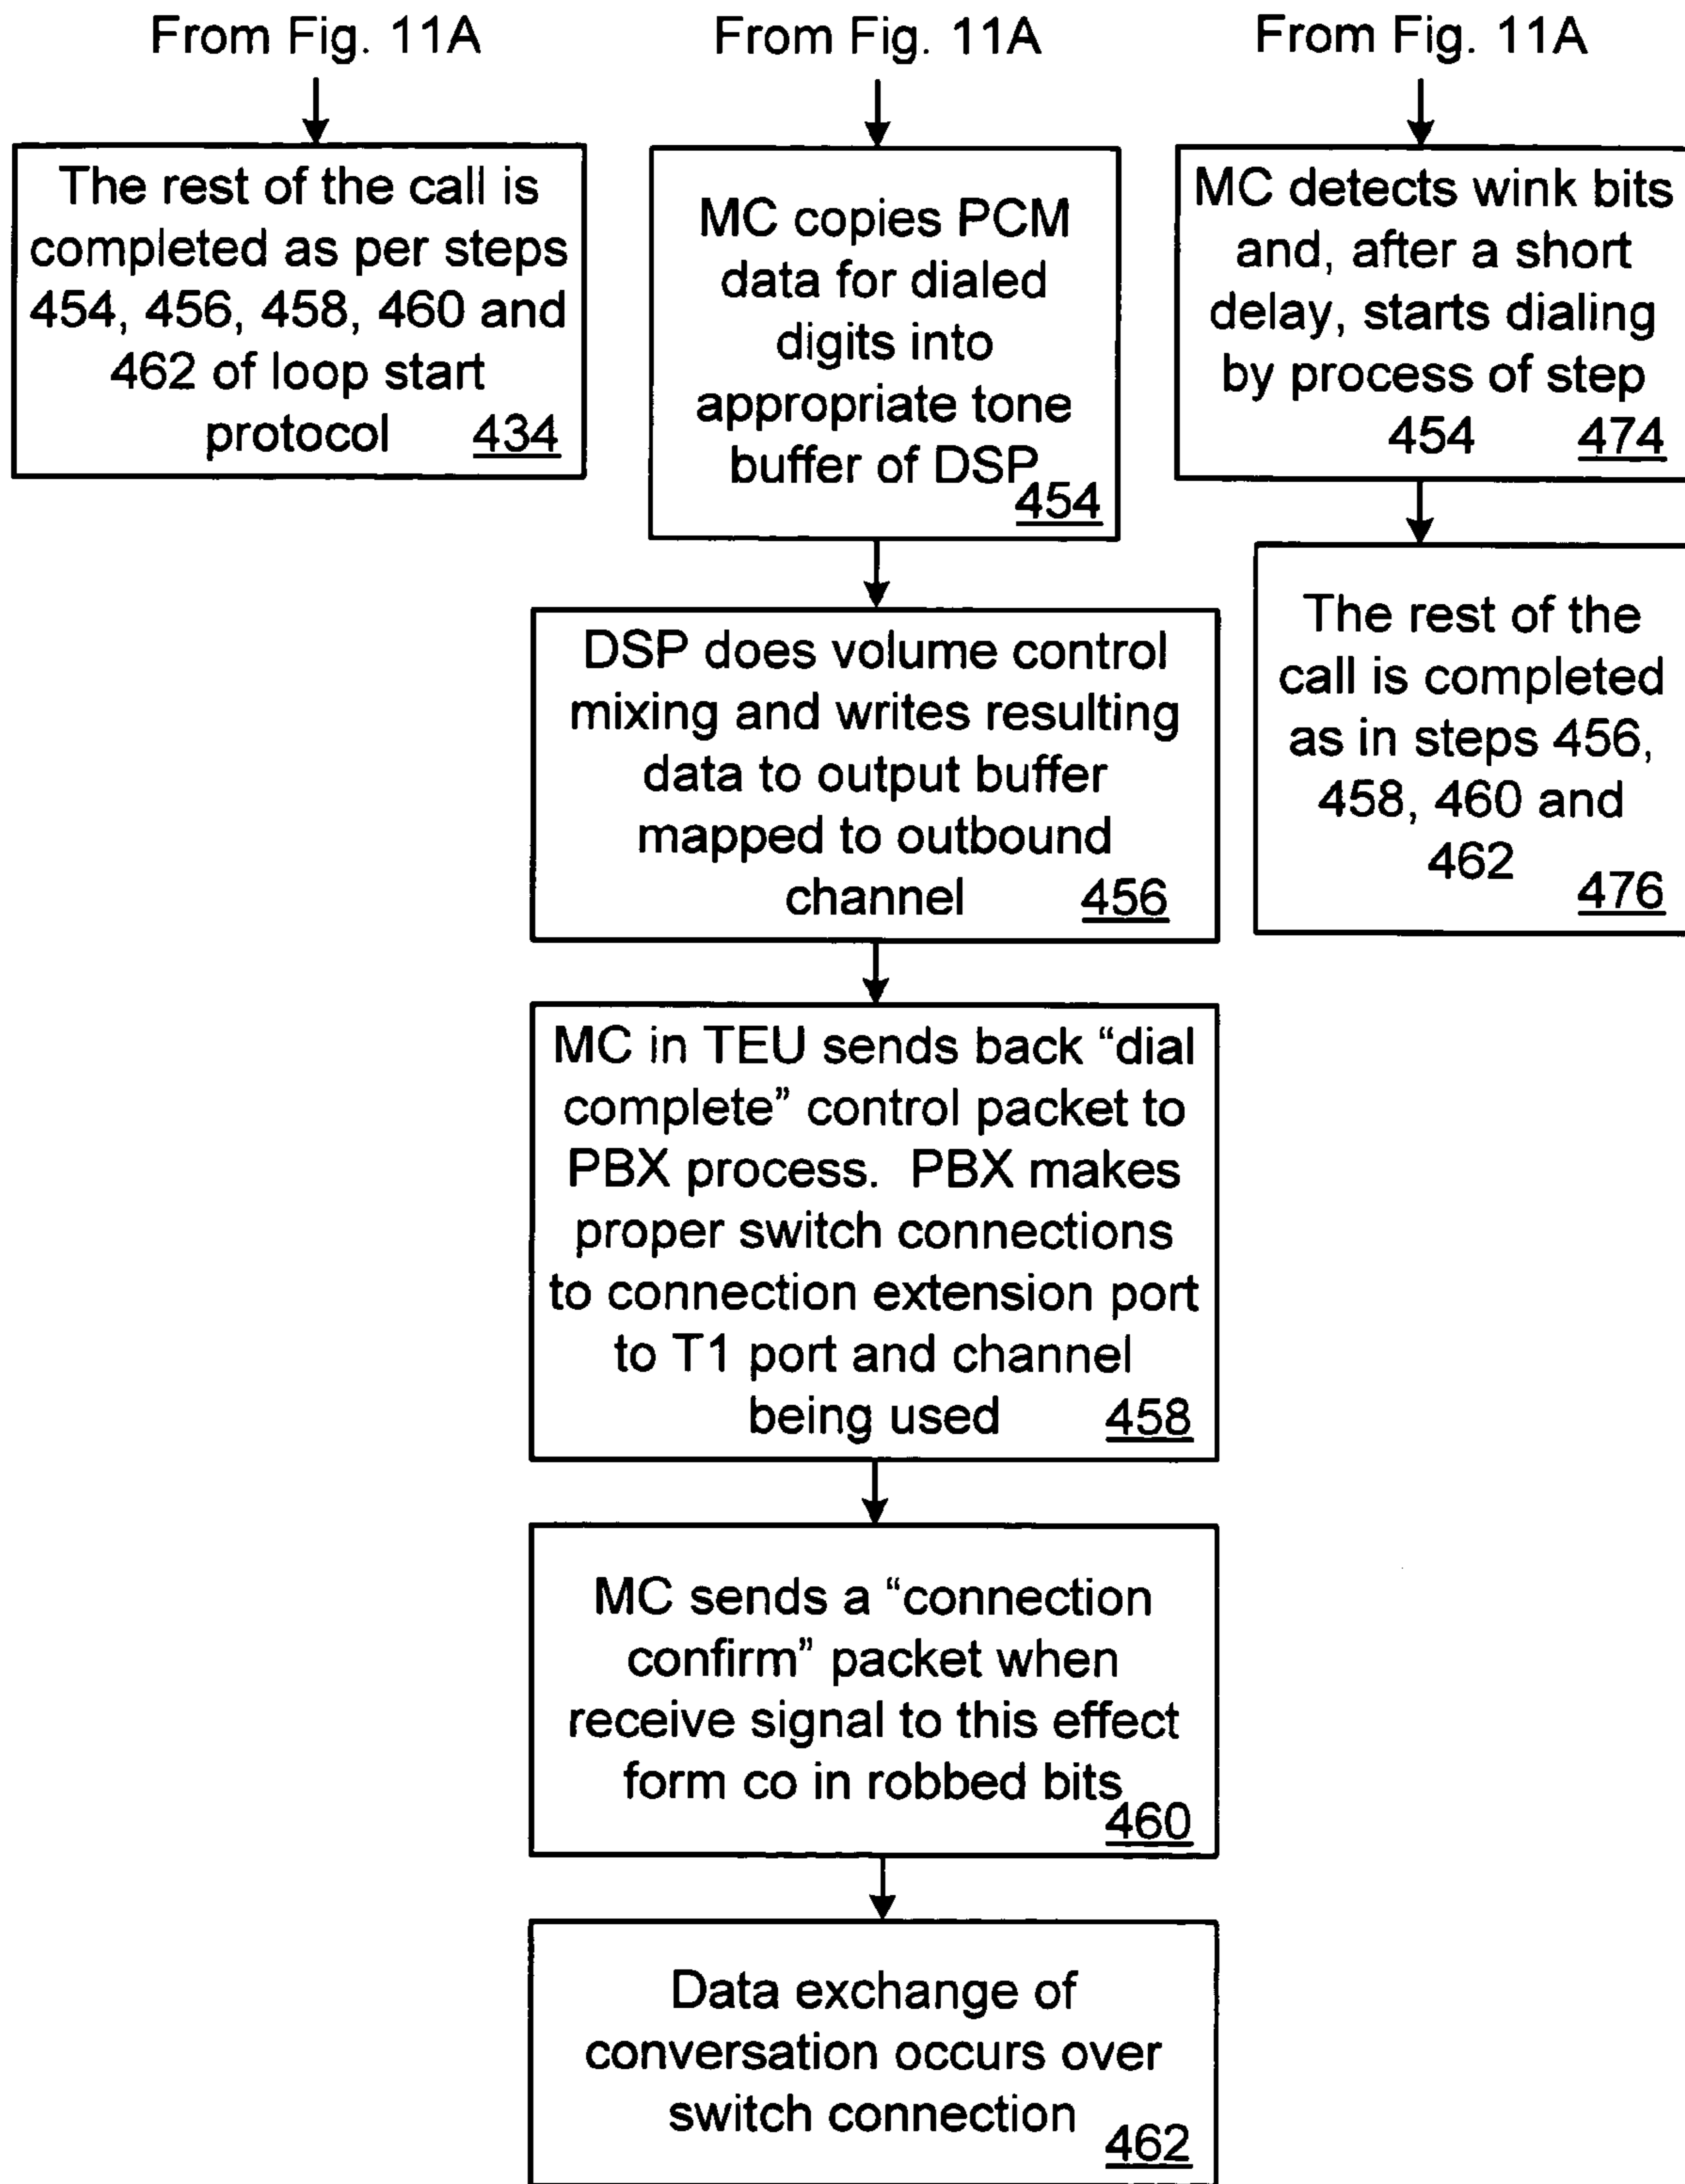 From Fig. 11A
The rest of the call is
completed as per steps
454, 456, 458, 460 and
462 of loop start
protocol 434
From Fig. 11A
MC copies PCM
data for dialed
digits into
appropriate tone
buffer of DSP
454
DSP does volume control
mixing and writes resulting
data to output buffer
mapped to outbound
channel 456
MC in TEU sends back “dial
complete” control packet to
PBX process. PBX makes
proper switch connections
to connection extension port
to T1 port and channel
being used 458
MC sends a “connection
confirm” packet when
receive signal to this effect
form co in robbed bits
460
Data exchange of
conversation occurs over
switch connection
462
From Fig. 11A
MC detects wink bits
and, after a short
delay, starts dialing
by process of step
454 474
The rest of the
call is completed
as in steps 456,
458, 460 and
462 476